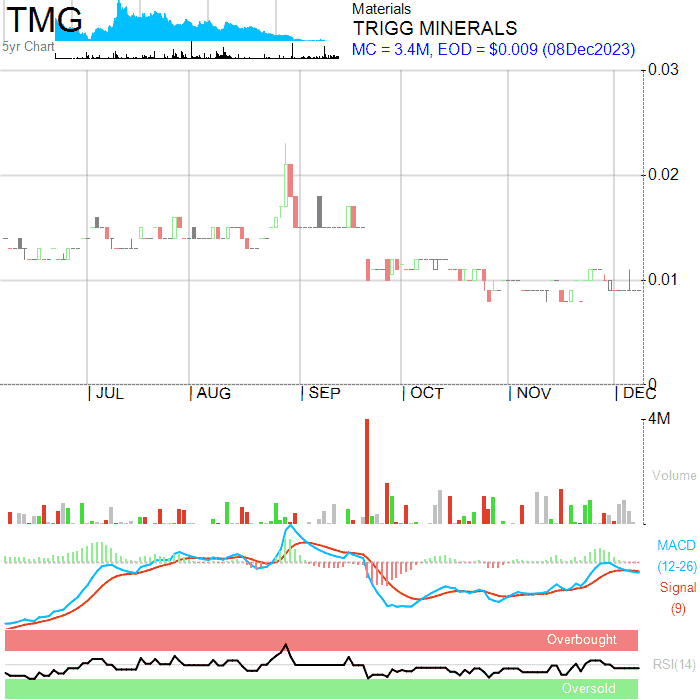 TMG
5yr Chart
Materials
TRIGG MINERALS
MC = 3.4M, EOD = $0.009 (08Dec2023)
0.03
0.02
0.01
0
JUL AUG SEP OCT NOV DEC
4M
Volume
MACD
(12-26)
Signal
(9)
Overbought
RSI(14)
Oversold